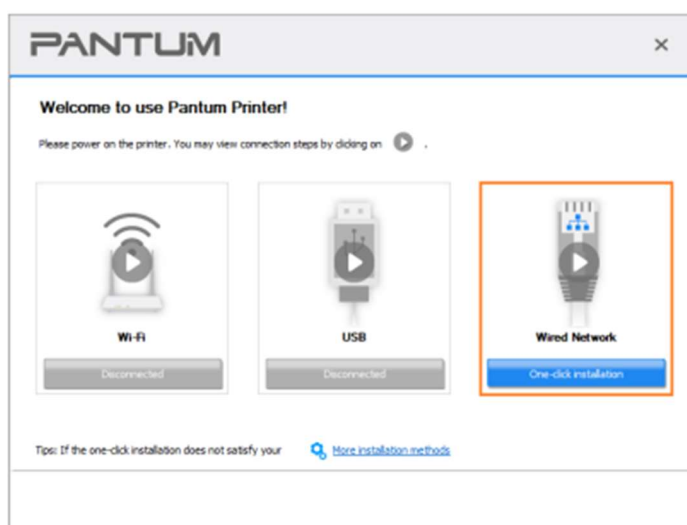 PANTUM
Welcome to use Pantum Printer!
Please power on the printer. You may view connection steps by clicking on .
Wi-Fi
USB
Wired Network
Disconnected
Disconnected
One-click installation
Tips: If the one-click installation does not satisfy your
More installation methods